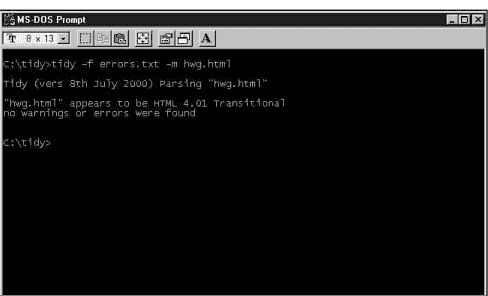 MS-DOS Prompt
8 x 13
A
C:\tidy>tidy -f errors.txt -m hwg.html
Tidy (vers 8th July 2000) Parsing "hwg.html"
"hwg.html" appears to be HTML 4.01 Transitional
no warnings or errors were found
C:\tidy>